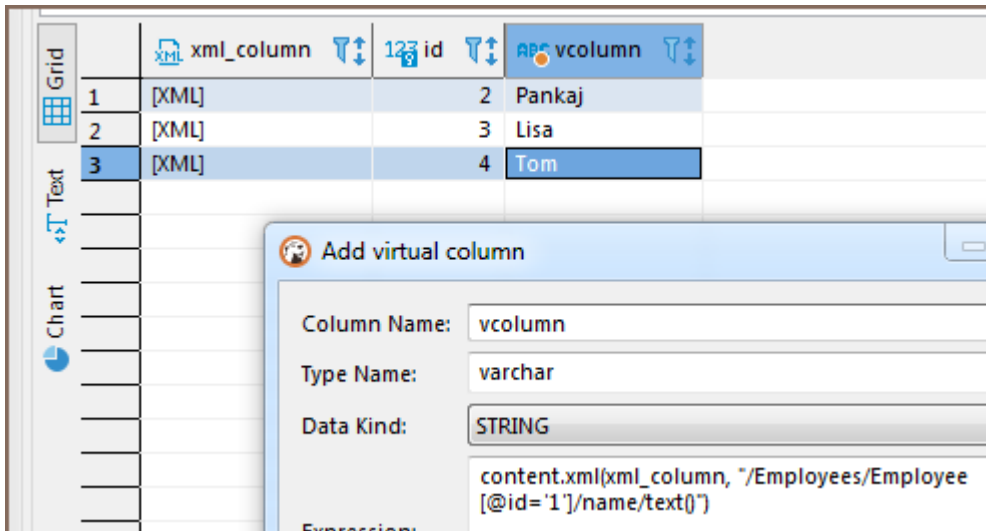 Grid
Text
Chart
XML xml_column 123 id ABC vcolumn
1 [XML] 2 Pankaj
2 [XML] 3 Lisa
3 [XML] 4 Tom
Add virtual column
Column Name: vcolumn
Type Name: varchar
Data Kind: STRING
content.xml(xml_column, "/Employees/Employee
[@id='1']/name/text()")
Expression: